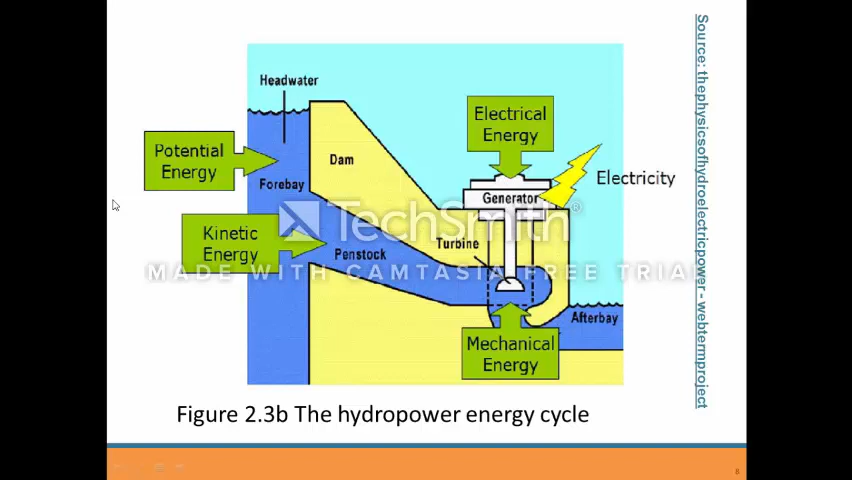 Headwater
Potential
Energy
Forebay
Dam
Electrical
Energy
Generator
Electricity
TechSmith®
Kinetic
Energy
Penstock
Turbine
MADE WITH CAMTASIA FREE TRIAL
Afterbay
Mechanical
Energy
Figure 2.3b The hydropower energy cycle
Source: thephysicsofhydroelectricpower - webtermproject
8